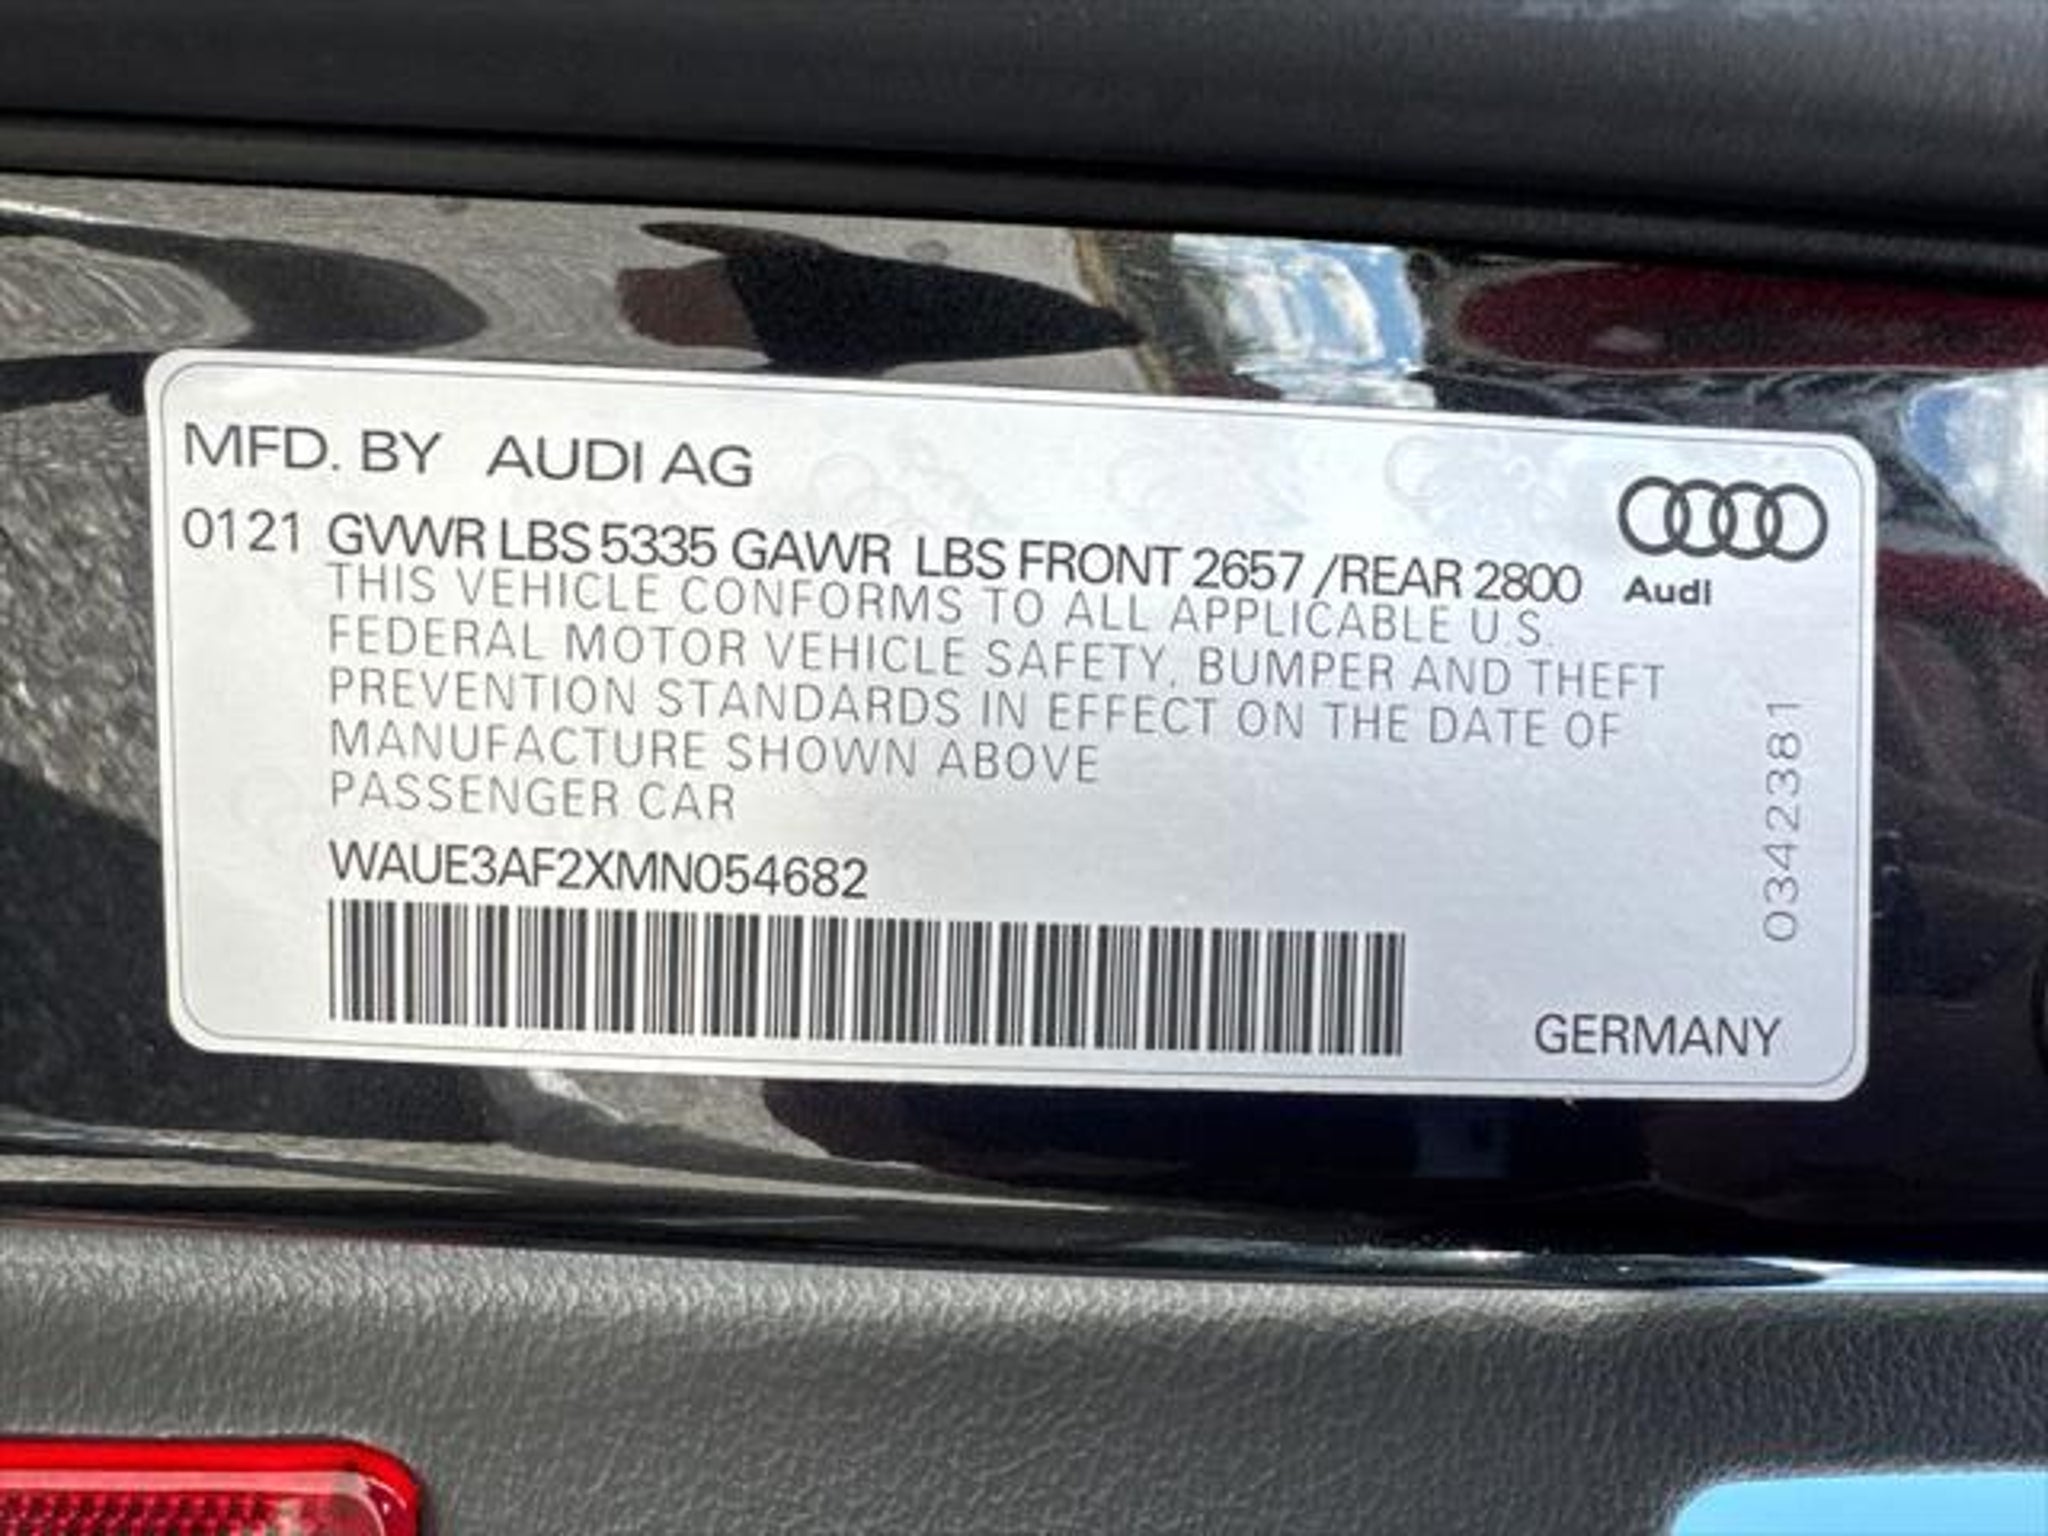 MFD. BY AUDI AG
0121 GVWR LBS 5335 GAWR LBS FRONT 2657 /REAR 2800
Audi
THIS VEHICLE CONFORMS TO ALL APPLICABLE U S.
FEDERAL MOTOR VEHICLE SAFETY, BUMPER AND THEFT
PREVENTION STANDARDS IN EFFECT ON THE DATE OF
MANUFACTURE SHOWN ABOVE
PASSENGER CAR
WAUE3AF2XMN054682
0342381
GERMANY